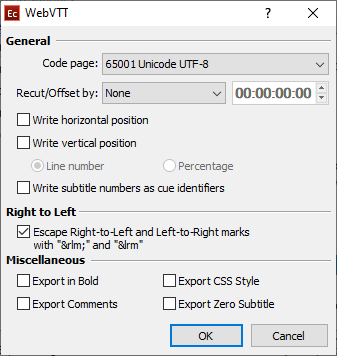 Ec WebVTT
General
Code page: 65001 Unicode UTF-8
Recut/Offset by: None 00:00:00:00
Write horizontal position
Write vertical position
Line number Percentage
Write subtitle numbers as cue identifiers
Right to Left
Escape Right-to-Left and Left-to-Right marks
with "&rlm;" and "&lrm"
Miscellaneous
Export in Bold Export CSS Style
Export Comments Export Zero Subtitle
OK Cancel